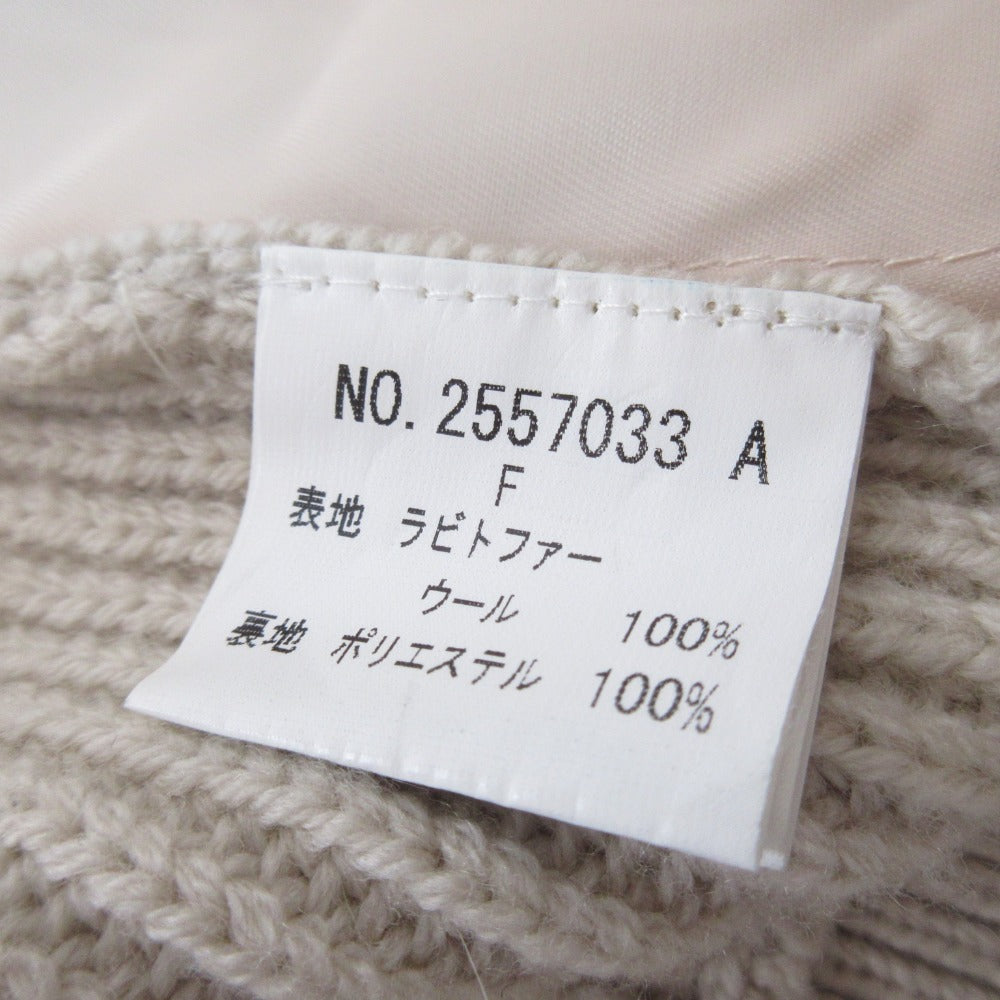 NO. 2557033 A
F
表地 ラビトファー
ウール 100%
裏地 ポリエステル 100%